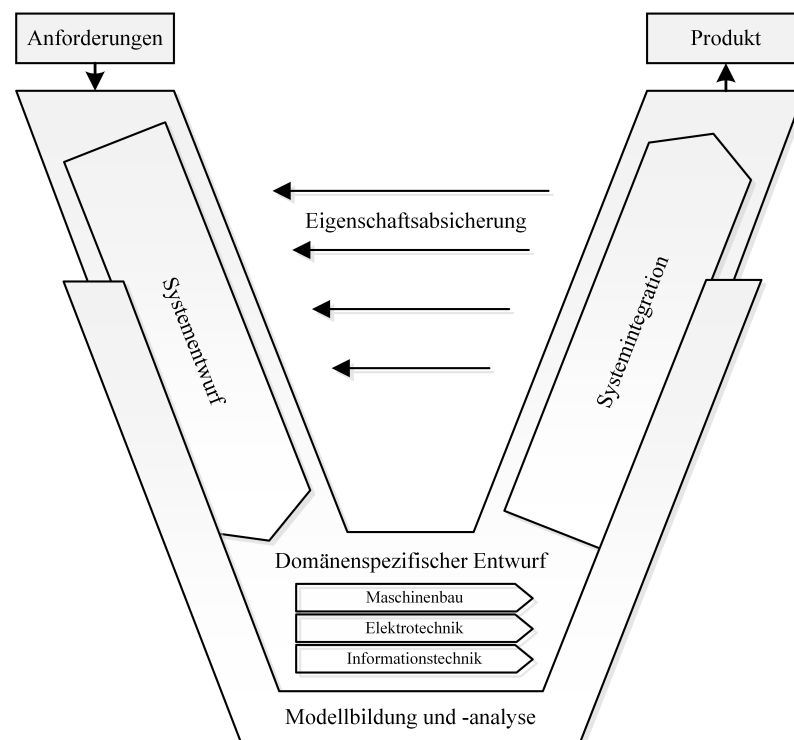 Anforderungen
Produkt
Eigenschaftsabsicherung
Systementwurf
Systemintegration
Domänenspezifischer Entwurf
Maschinenbau
Elektrotechnik
Informationstechnik
Modellbildung und -analyse